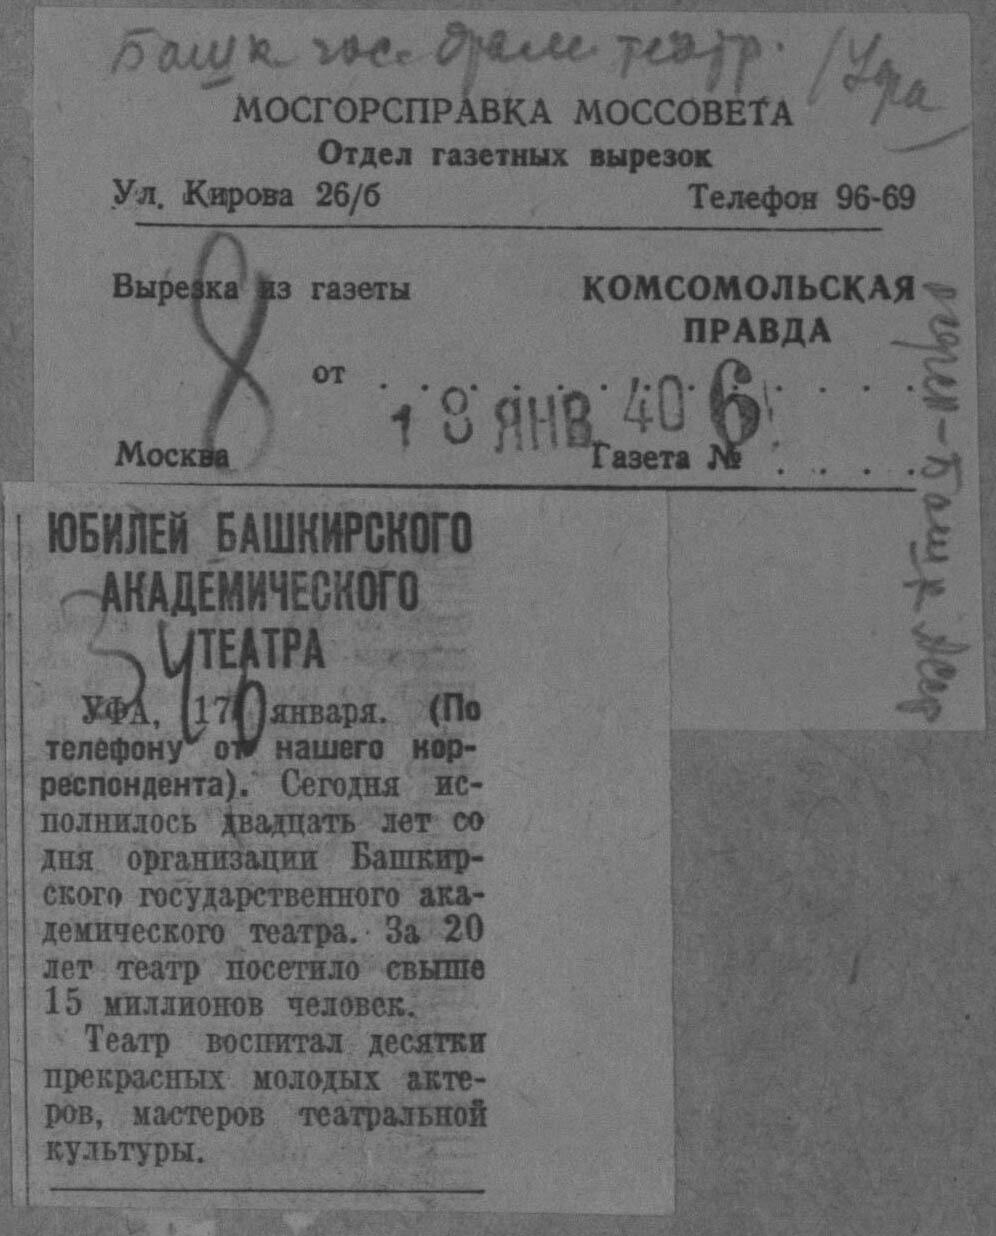 Башк гос. драм. театр. /Уфа/
МОСГОРСПРАВКА МОССОВЕТА
Отдел газетных вырезок
Ул. Кирова 26/б Телефон 96-69
Вырезка из газеты КОМСОМОЛЬСКАЯ
ПРАВДА
8
от 18 ЯНВ 40 6
Москва Газета №
ЮБИЛЕЙ БАШКИРСКОГО
АКАДЕМИЧЕСКОГО
ТЕАТРА
УФА, 17 января. (По
телефону от нашего кор-
респондента). Сегодня ис-
полнилось двадцать лет со
дня организации Башкир-
ского государственного ака-
демического театра. За 20
лет театр посетило свыше
15 миллионов человек.
Театр воспитал десятки
прекрасных молодых акте-
ров, мастеров театральной
культуры.